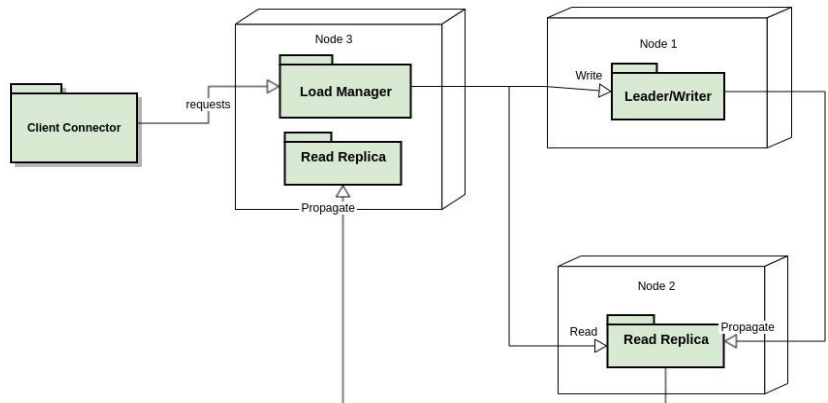 Node 3
Node 1
Load Manager
Write
Leader/Writer
requests
Client Connector
Read Replica
Propagate
Node 2
Read
Read Replica
Propagate